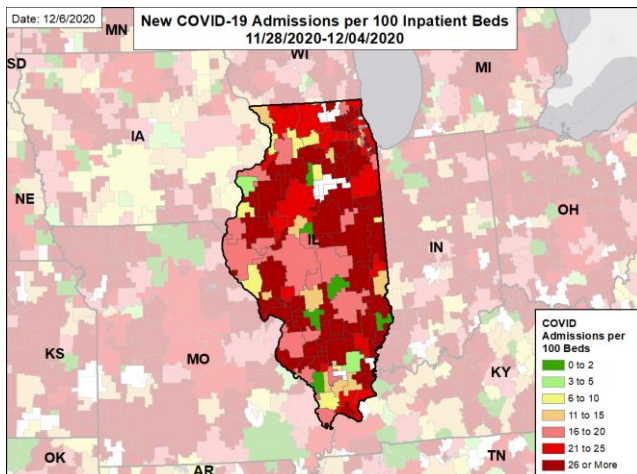 Date: 12/6/2020
New COVID-19 Admissions per 100 Inpatient Beds
11/28/2020-12/04/2020
MN
WI
SD
MI
IA
NE
IL
IN
OH
KS
MO
KY
OK
AR
TN
COVID
Admissions per
100 Beds
0 to 2
3 to 5
6 to 10
11 to 15
16 to 20
21 to 25
26 or More